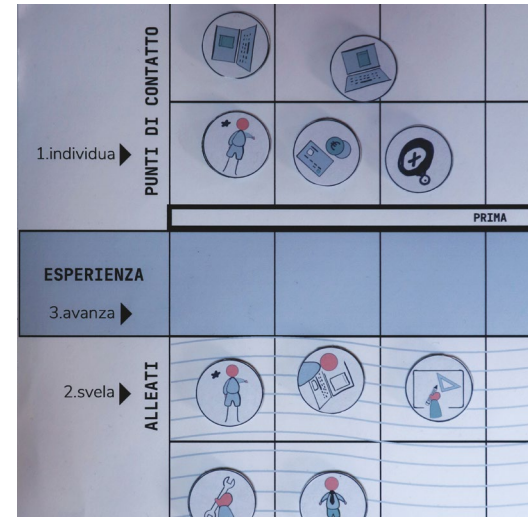 PUNTI DI CONTATTO
1.individua
PRIMA
ESPERIENZA
3.avanza
2.svela
ALLEATI